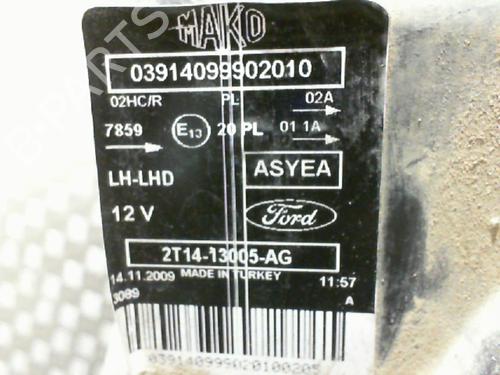 MAKO
03914099902010
02HC/R PL 02A
7859 E13 20 PL 01 1A
LH-LHD ASYEA
12 V Ford
2T14-13005-AG
14.11.2009 MADE IN TURKEY 11:57
3089 A
039140999020100205